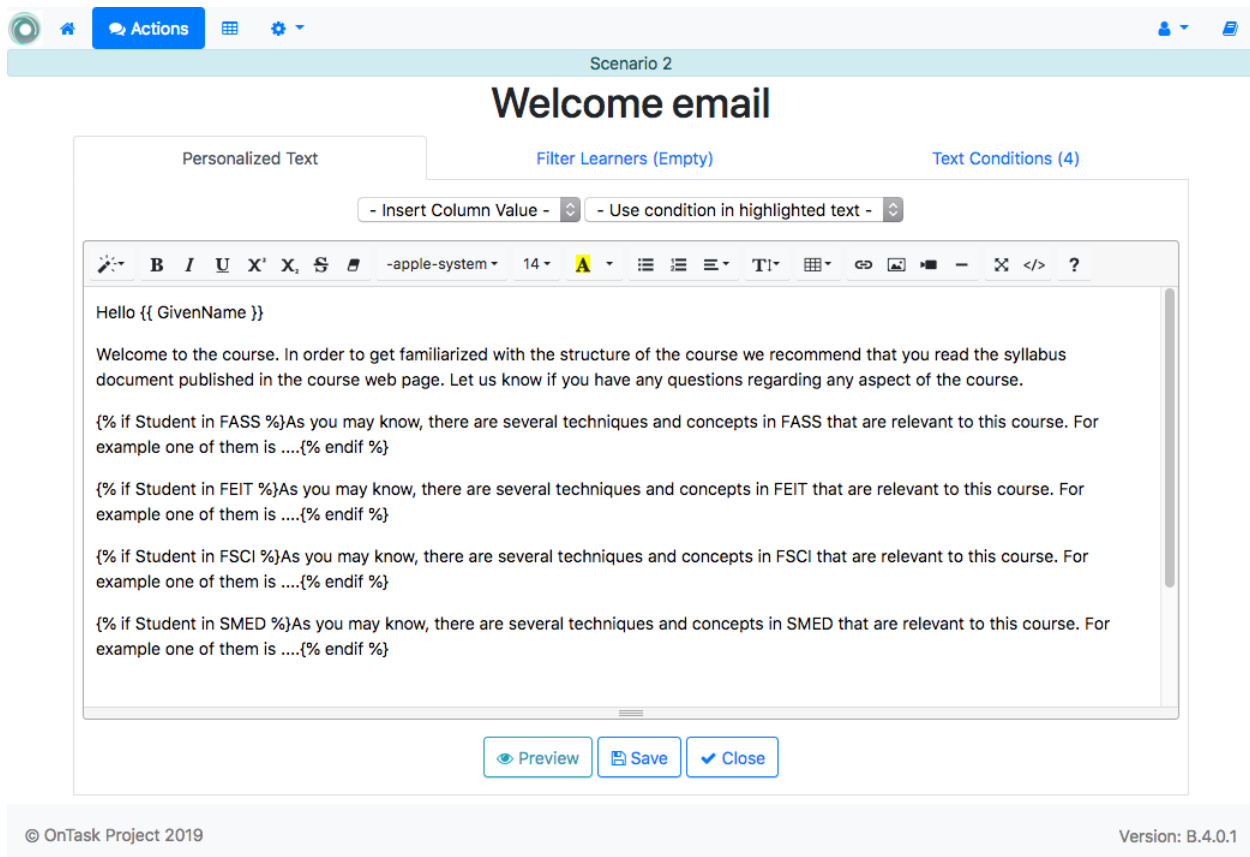 Actions
Scenario 2
Welcome email
Personalized Text
Filter Learners (Empty)
Text Conditions (4)
- Insert Column Value -
- Use condition in highlighted text -
B I U X² X₂ S -apple-system 14 A T </> ?
Hello {{ GivenName }}
Welcome to the course. In order to get familiarized with the structure of the course we recommend that you read the syllabus
document published in the course web page. Let us know if you have any questions regarding any aspect of the course.
{% if Student in FASS %}As you may know, there are several techniques and concepts in FASS that are relevant to this course. For
example one of them is ....{% endif %}
{% if Student in FEIT %}As you may know, there are several techniques and concepts in FEIT that are relevant to this course. For
example one of them is ....{% endif %}
{% if Student in FSCI %}As you may know, there are several techniques and concepts in FSCI that are relevant to this course. For
example one of them is ....{% endif %}
{% if Student in SMED %}As you may know, there are several techniques and concepts in SMED that are relevant to this course. For
example one of them is ....{% endif %}
Preview
Save
Close
© OnTask Project 2019
Version: B.4.0.1